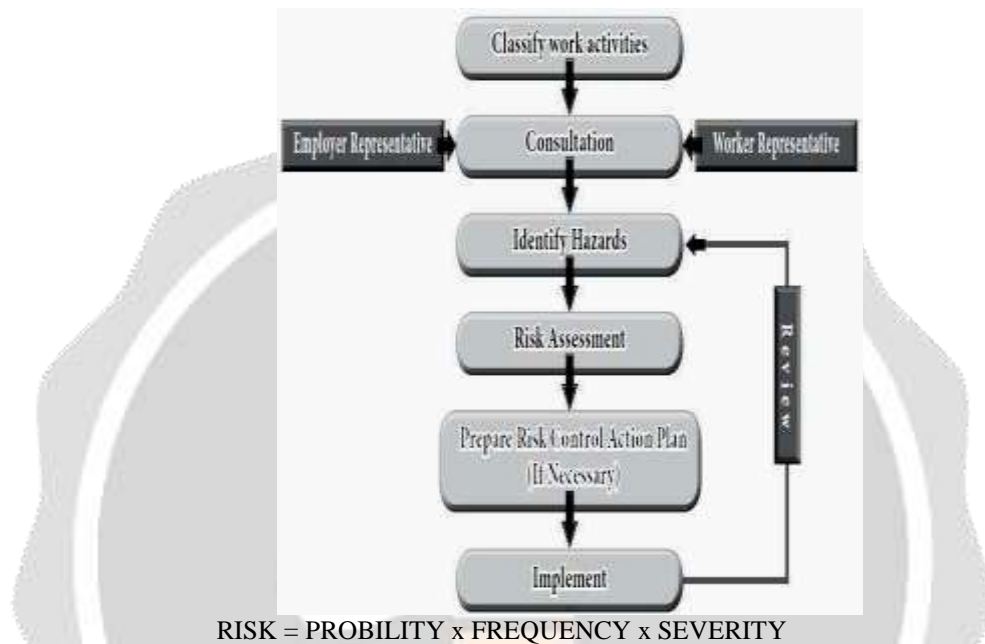 Classify work activities
Employer Representative
Consultation
Worker Representative
Identify Hazards
Risk Assessment
Review
Prepare Risk Control Action Plan
(If Necessary)
Implement
RISK = PROBILITY x FREQUENCY x SEVERITY